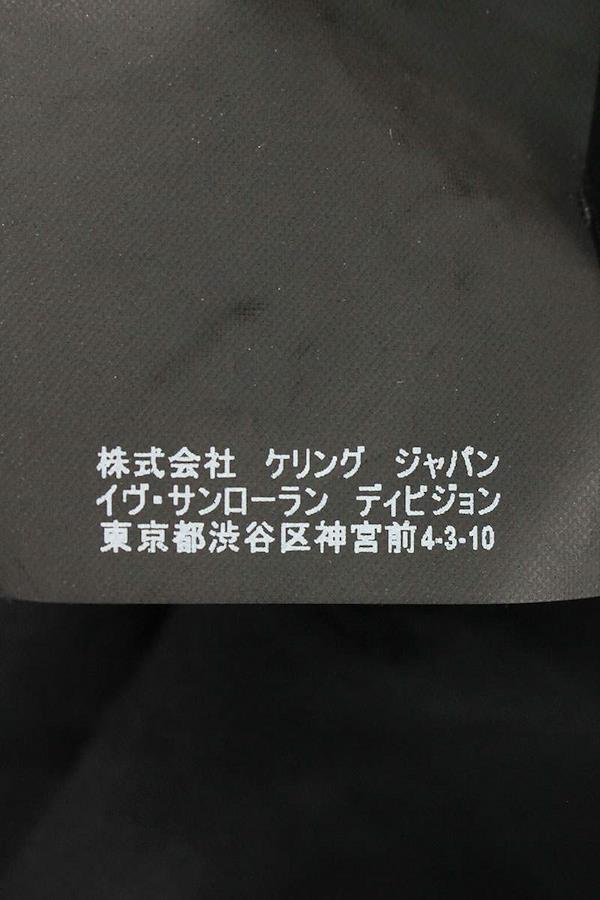 株式会社　ケリング　ジャパン
イヴ・サンローラン　ディビジョン
東京都渋谷区神宮前4-3-10